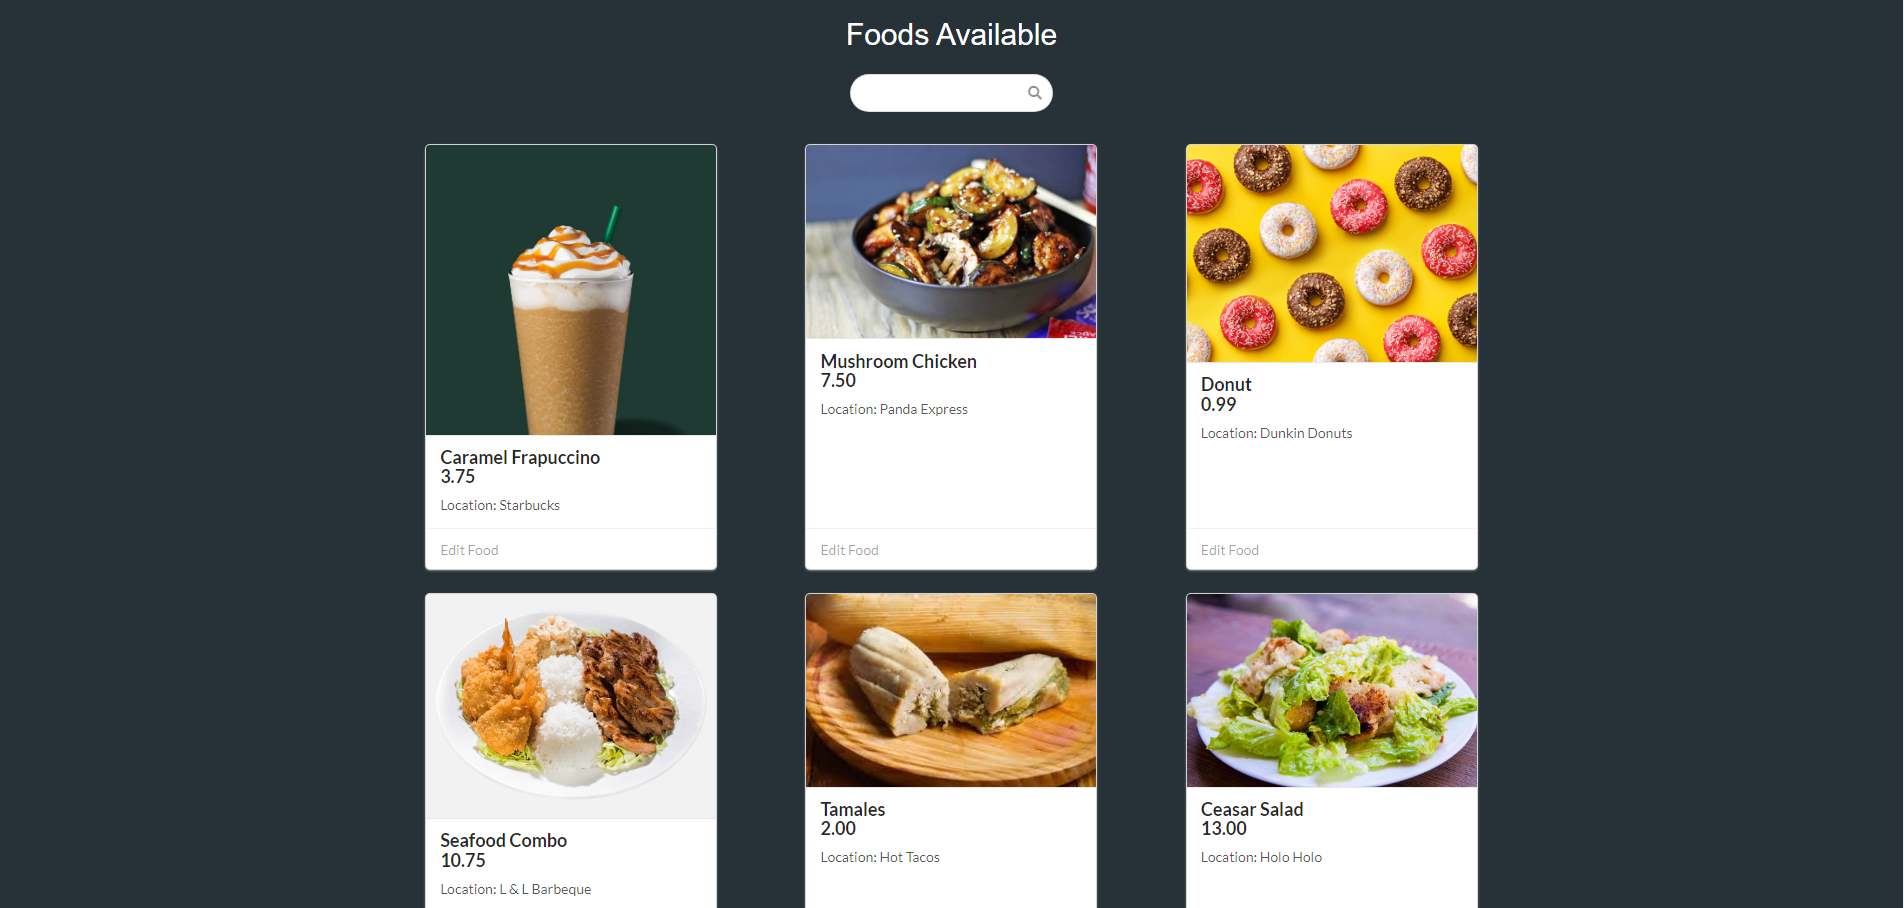 Foods Available
Caramel Frapuccino
3.75
Location: Starbucks
Edit Food
Mushroom Chicken
7.50
Location: Panda Express
Edit Food
Donut
0.99
Location: Dunkin Donuts
Edit Food
Seafood Combo
10.75
Location: L & L Barbeque
Tamales
2.00
Location: Hot Tacos
Ceasar Salad
13.00
Location: Holo Holo